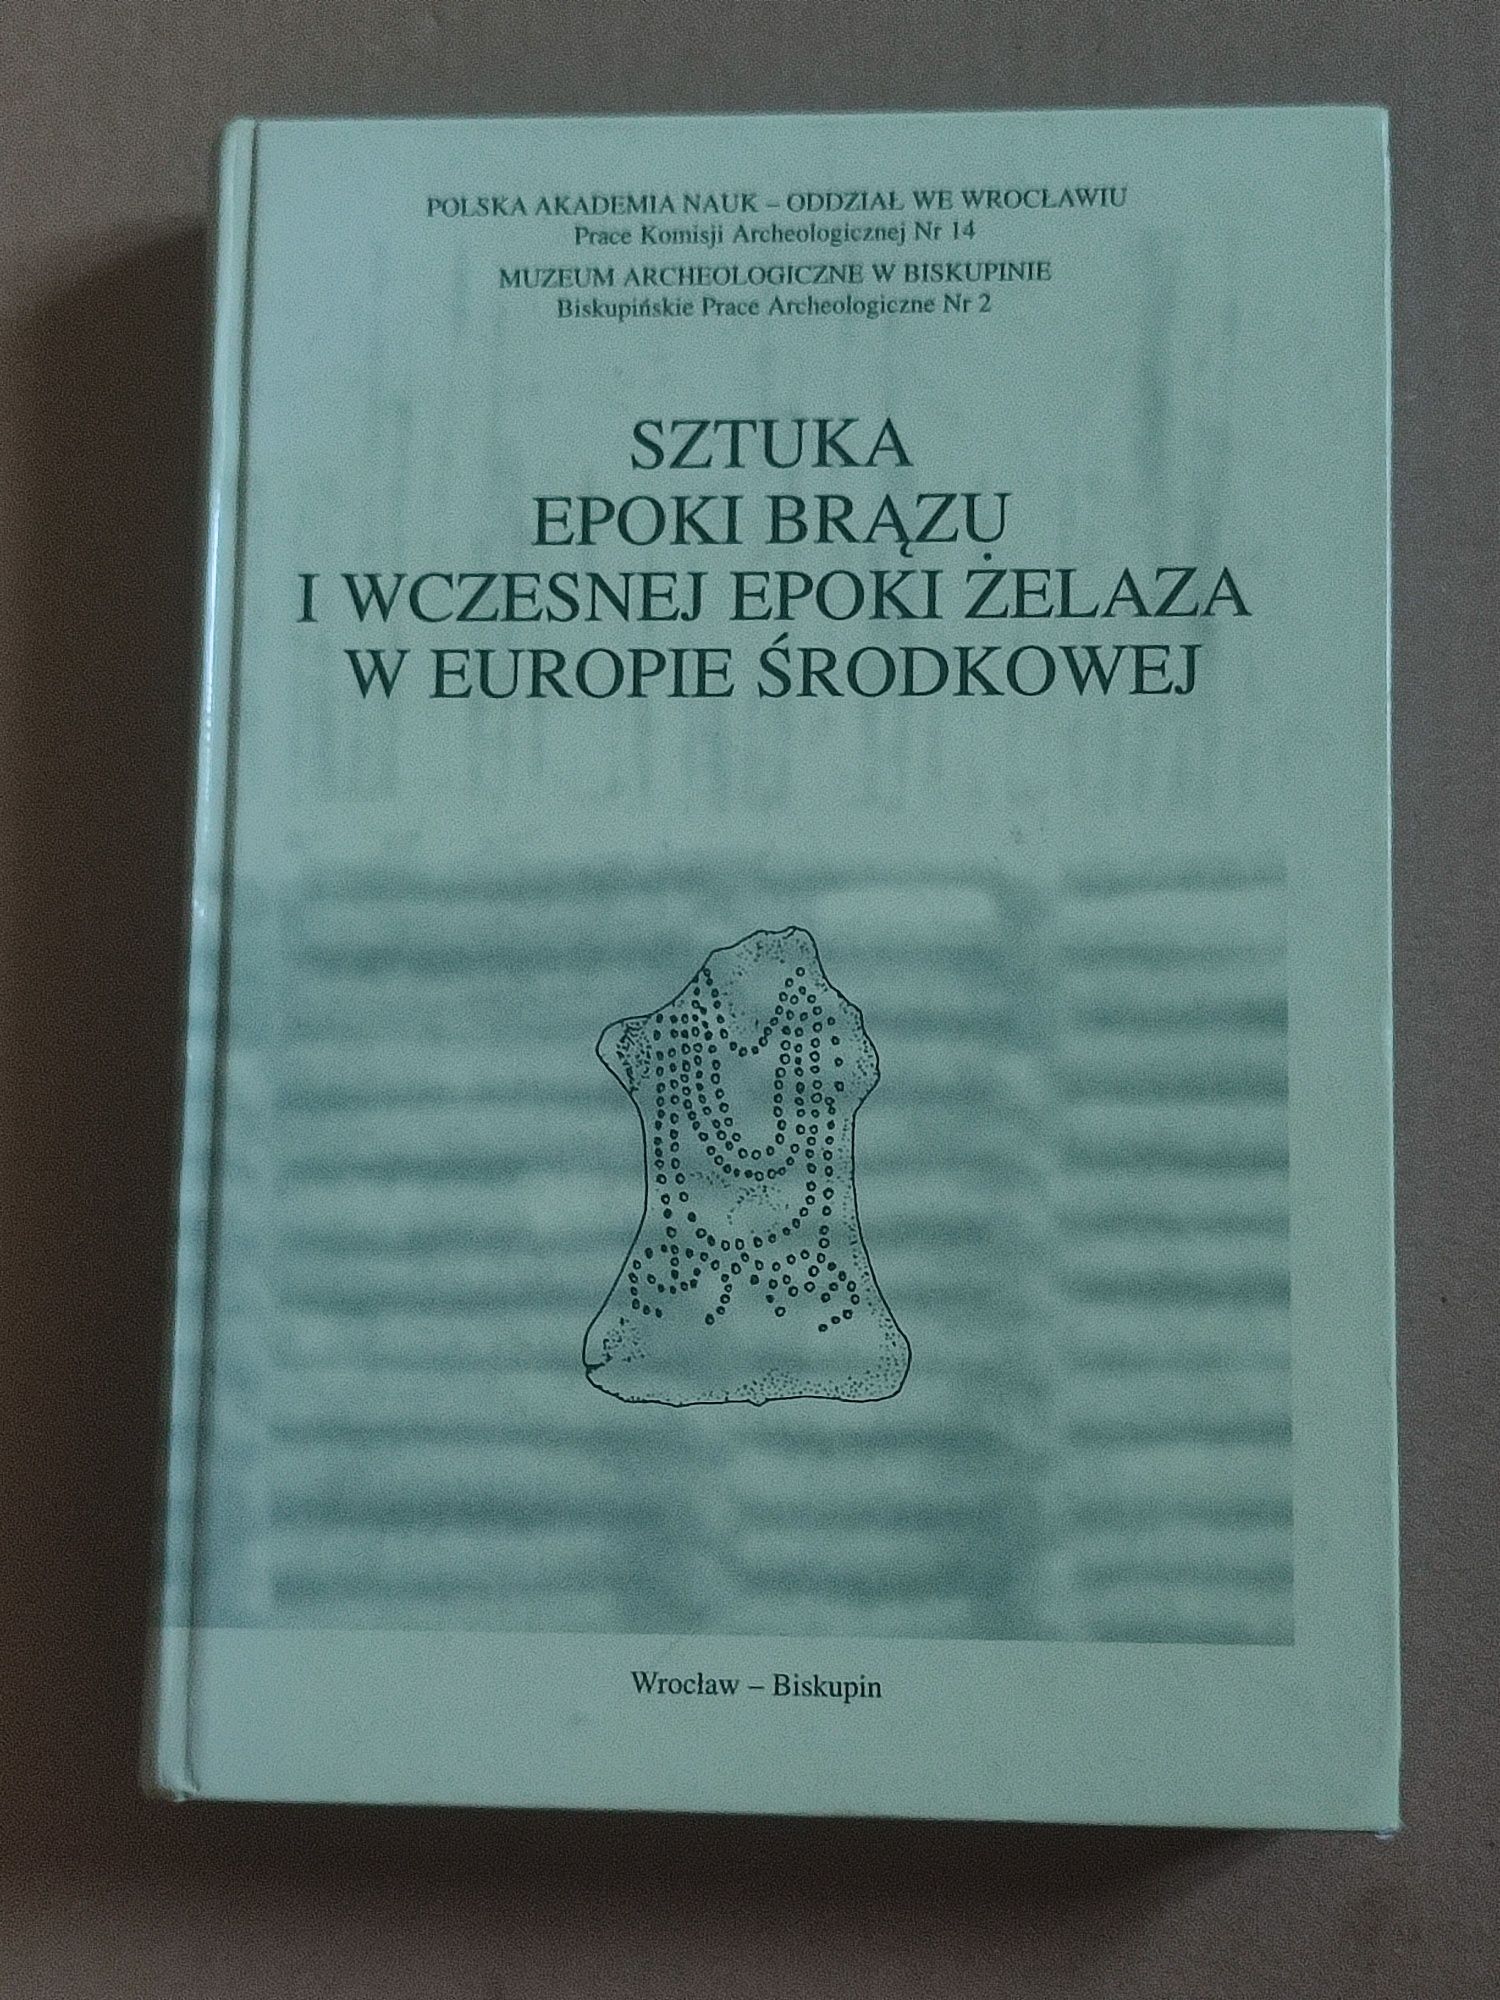 POLSKA AKADEMIA NAUK – ODDZIAŁ WE WROCŁAWIU
Prace Komisji Archeologicznej Nr 14
MUZEUM ARCHEOLOGICZNE W BISKUPINIE
Biskupińskie Prace Archeologiczne Nr 2
SZTUKA
EPOKI BRĄZU
I WCZESNEJ EPOKI ŻELAZA
W EUROPIE ŚRODKOWEJ
Wrocław – Biskupin